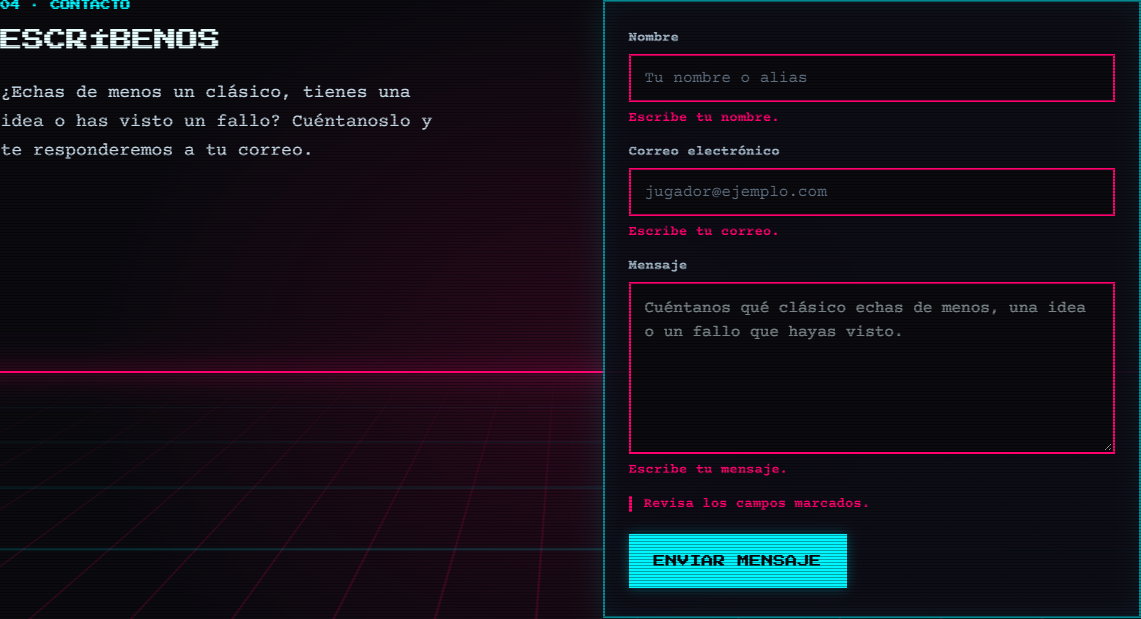 04 · CONTACTO
ESCRíBENOS
¿Echas de menos un clásico, tienes una
idea o has visto un fallo? Cuéntanoslo y
te responderemos a tu correo.
Nombre
Tu nombre o alias
Escribe tu nombre.
Correo electrónico
jugador@ejemplo.com
Escribe tu correo.
Mensaje
Cuéntanos qué clásico echas de menos, una idea
o un fallo que hayas visto.
Escribe tu mensaje.
Revisa los campos marcados.
ENVIAR MENSAJE